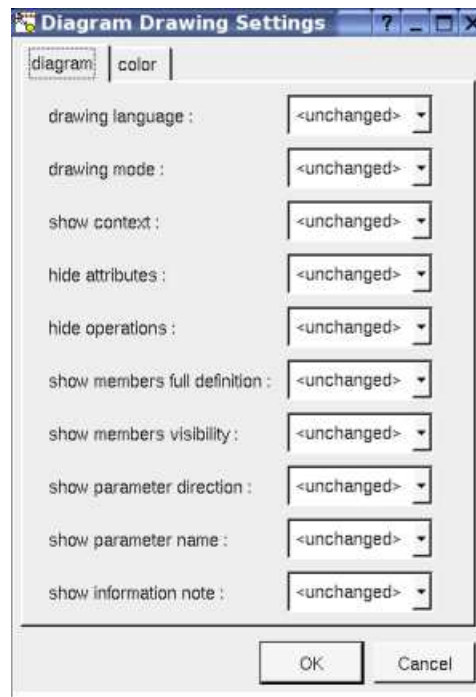 Diagram Drawing Settings ? _ □ X
diagram color
drawing language : <unchanged>
drawing mode : <unchanged>
show context : <unchanged>
hide attributes : <unchanged>
hide operations : <unchanged>
show members full definition : <unchanged>
show members visibility : <unchanged>
show parameter direction : <unchanged>
show parameter name : <unchanged>
show information note : <unchanged>
OK Cancel